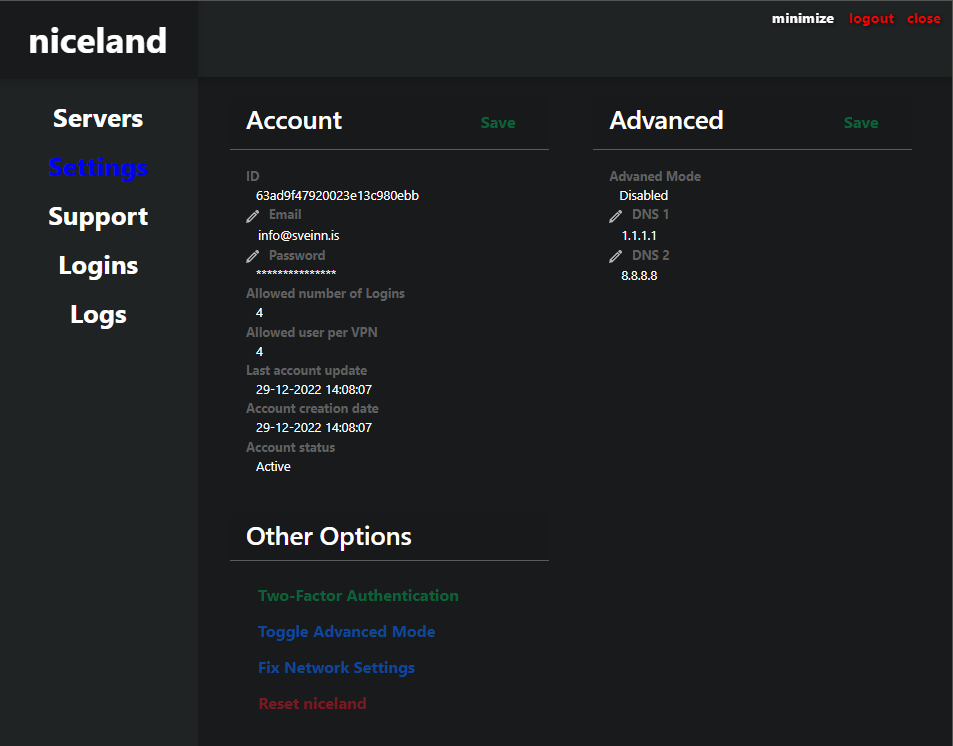 niceland
minimize logout close
Servers
Settings
Support
Logins
Logs
Account Save
ID
63ad9f47920023e13c980ebb
Email
info@sveinn.is
Password
***************
Allowed number of Logins
4
Allowed user per VPN
4
Last account update
29-12-2022 14:08:07
Account creation date
29-12-2022 14:08:07
Account status
Active
Advanced Save
Advaned Mode
Disabled
DNS 1
1.1.1.1
DNS 2
8.8.8.8
Other Options
Two-Factor Authentication
Toggle Advanced Mode
Fix Network Settings
Reset niceland